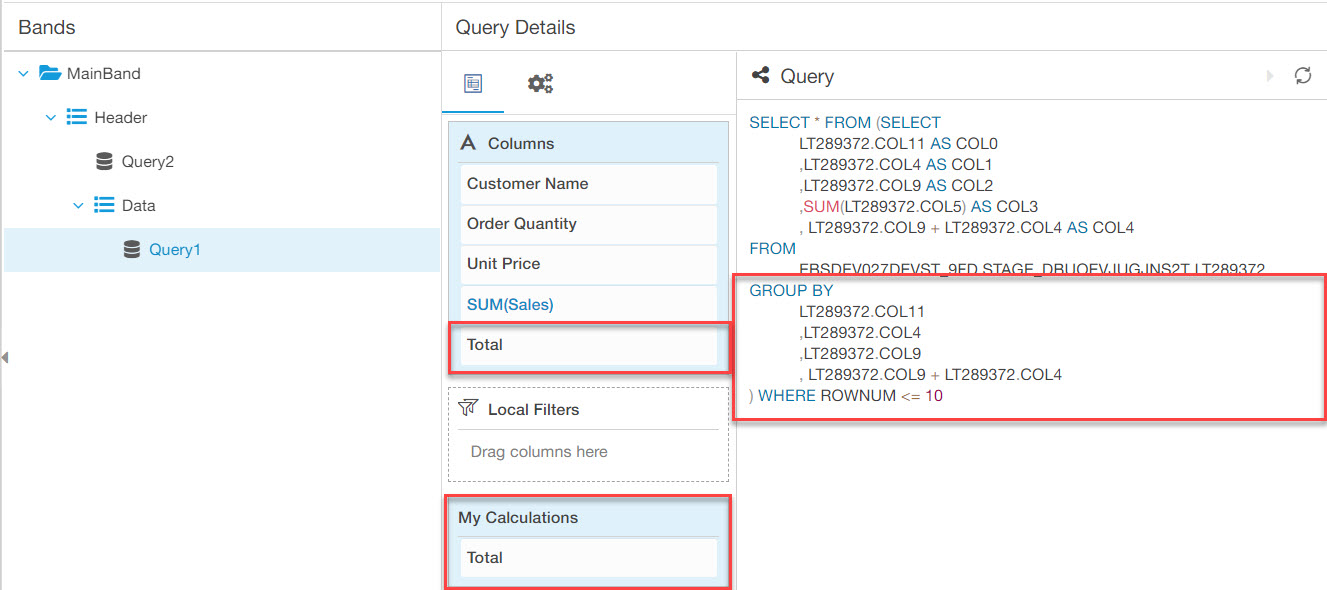 Bands
MainBand
Header
Query2
Data
Query1
Query Details
Columns
Customer Name
Order Quantity
Unit Price
SUM(Sales)
Total
Local Filters
Drag columns here
My Calculations
Total
Query
SELECT * FROM (SELECT
LT289372.COL11 AS COL0
,LT289372.COL4 AS COL1
,LT289372.COL9 AS COL2
,SUM(LT289372.COL5) AS COL3
, LT289372.COL9 + LT289372.COL4 AS COL4
FROM
LT289372
GROUP BY
LT289372.COL11
,LT289372.COL4
,LT289372.COL9
, LT289372.COL9 + LT289372.COL4
) WHERE ROWNUM <= 10